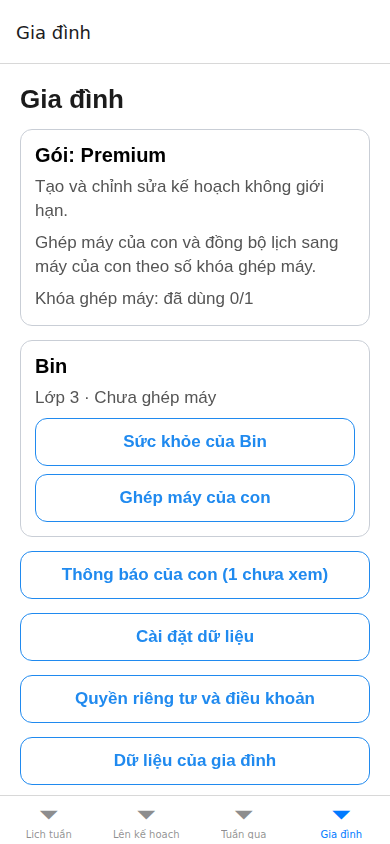 Gia đình
Gia đình
Gói: Premium
Tạo và chỉnh sửa kế hoạch không giới
hạn.
Ghép máy của con và đồng bộ lịch sang
máy của con theo số khóa ghép máy.
Khóa ghép máy: đã dùng 0/1
Bin
Lớp 3 · Chưa ghép máy
Sức khỏe của Bin
Ghép máy của con
Thông báo của con (1 chưa xem)
Cài đặt dữ liệu
Quyền riêng tư và điều khoản
Dữ liệu của gia đình
Lịch tuần
Lên kế hoạch
Tuần qua
Gia đình